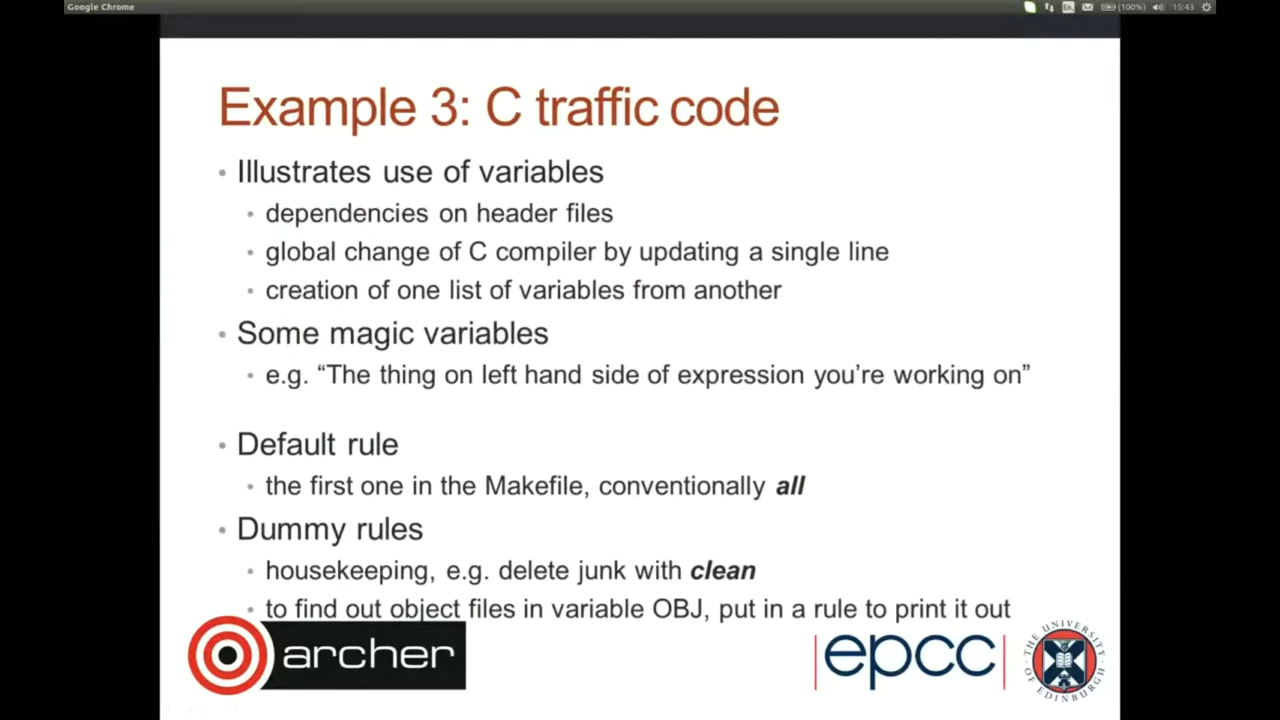 Google Chrome
En
(100%)
15:43
Example 3: C traffic code
• Illustrates use of variables
• dependencies on header files
• global change of C compiler by updating a single line
• creation of one list of variables from another
• Some magic variables
• e.g. “The thing on left hand side of expression you’re working on”
• Default rule
• the first one in the Makefile, conventionally all
• Dummy rules
• housekeeping, e.g. delete junk with clean
• to find out object files in variable OBJ, put in a rule to print it out
archer
epcc
THE UNIVERSITY OF EDINBURGH